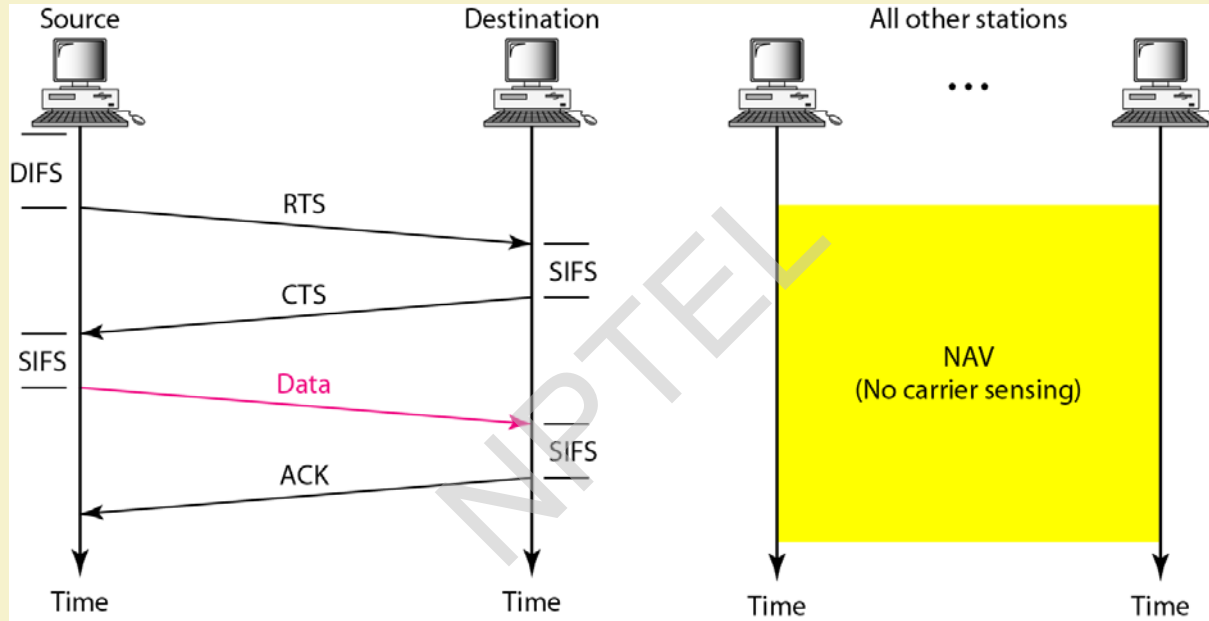 Source
Destination
All other stations
...
DIFS
RTS
SIFS
CTS
SIFS
Data
NAV
(No carrier sensing)
SIFS
ACK
NPTEL
Time
Time
Time
Time